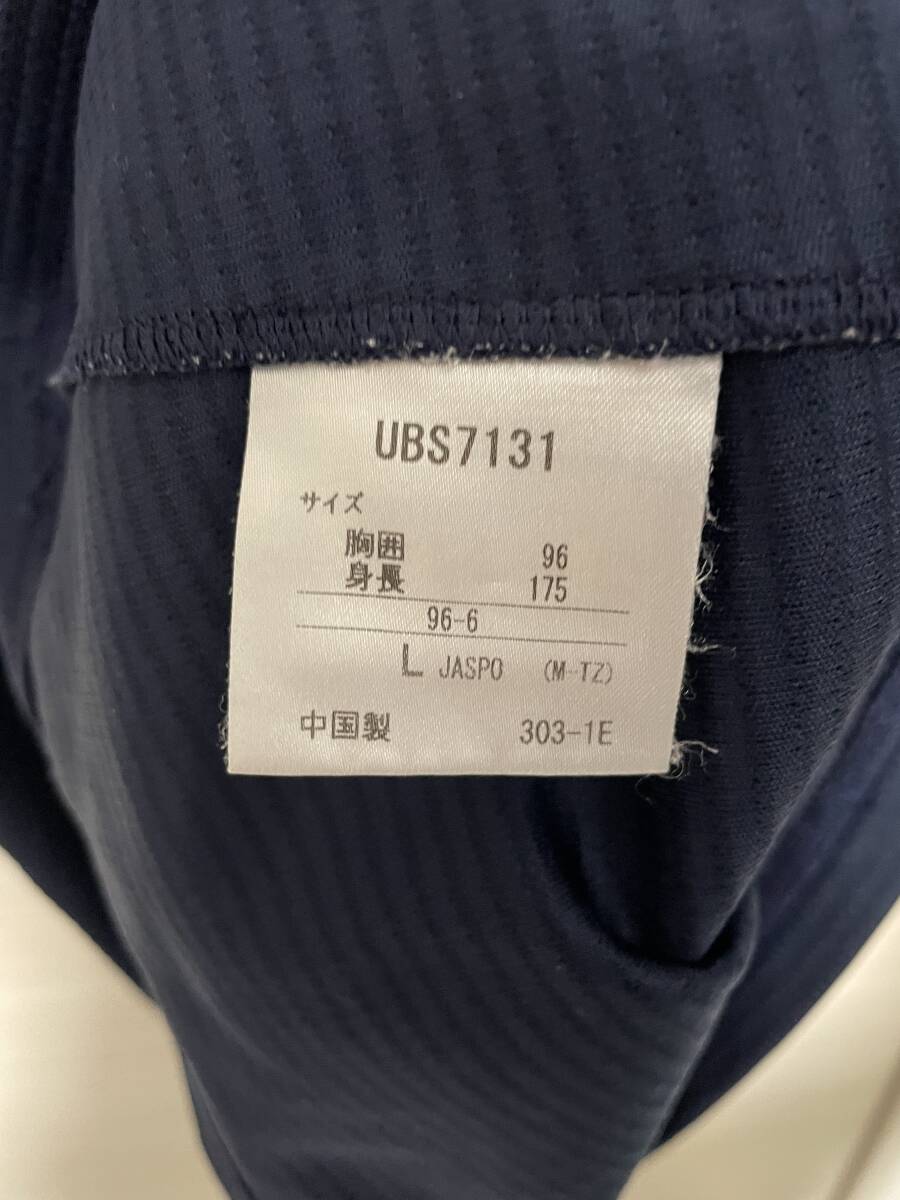 UBS7131
サイズ
胸囲 96
身長 175
96-6
L JASPO (M-TZ)
中国製 303-1E